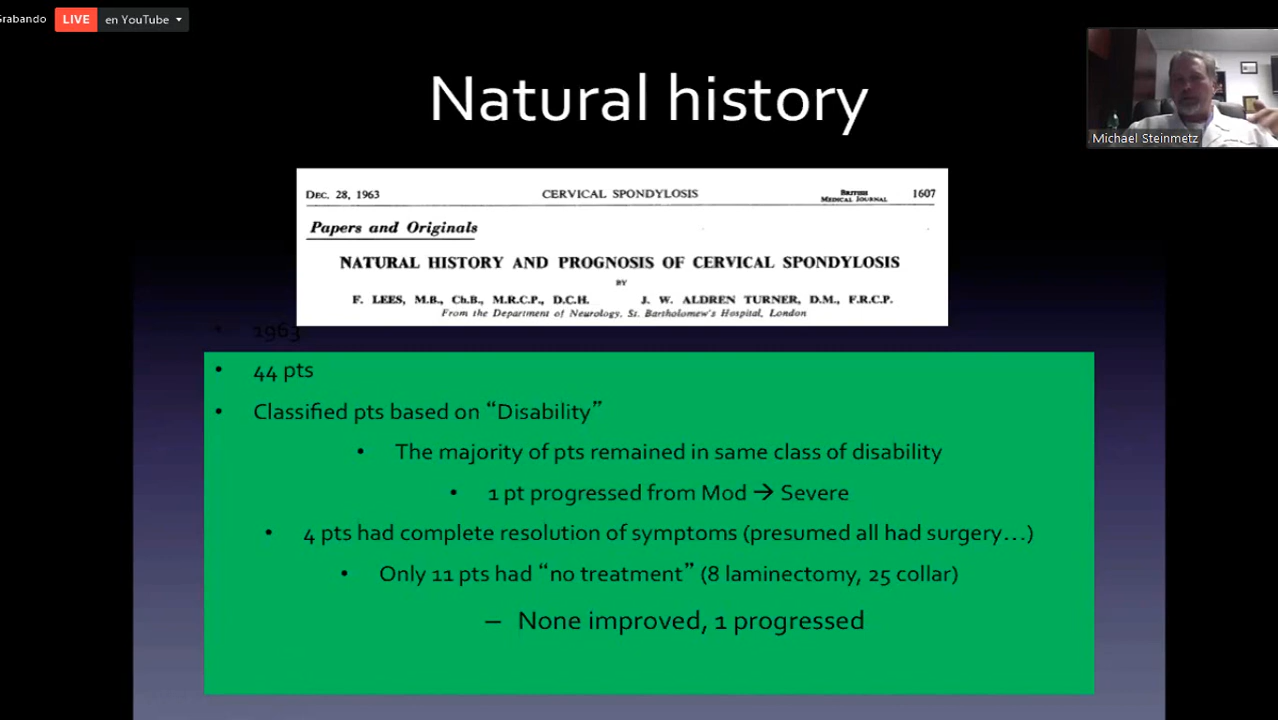 Grabando
LIVE en YouTube
Natural history
Michael Steinmetz
DEC. 28, 1963 CERVICAL SPONDYLOSIS BRITISH MEDICAL JOURNAL 1607
Papers and Originals
NATURAL HISTORY AND PROGNOSIS OF CERVICAL SPONDYLOSIS
BY
F. LEES, M.B., Ch.B., M.R.C.P., D.C.H. J. W. ALDREN TURNER, D.M., F.R.C.P.
From the Department of Neurology, St. Bartholomew's Hospital, London
• 1963
• 44 pts
• Classified pts based on “Disability”
• The majority of pts remained in same class of disability
• 1 pt progressed from Mod → Severe
• 4 pts had complete resolution of symptoms (presumed all had surgery…)
• Only 11 pts had “no treatment” (8 laminectomy, 25 collar)
– None improved, 1 progressed